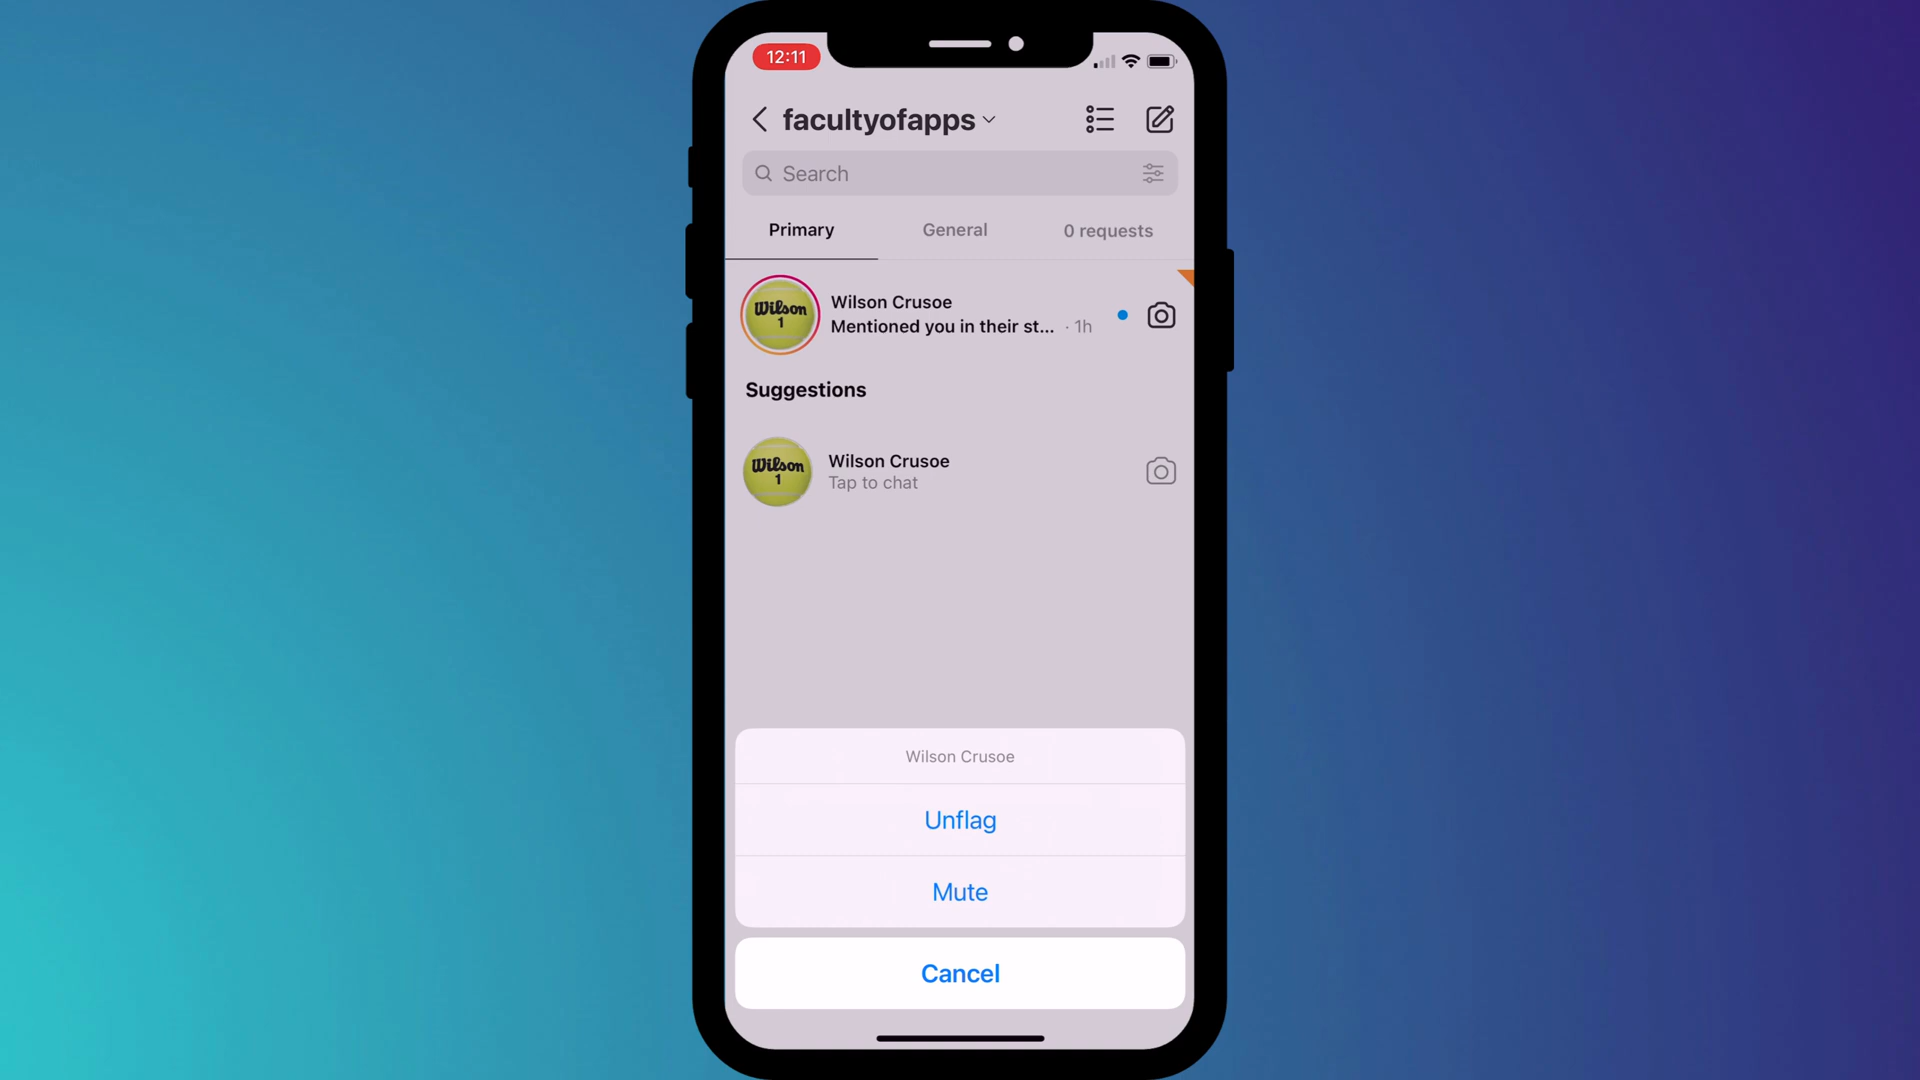 12:11
facultyofapps
Search
Primary General 0 requests
Wilson
1
Wilson Crusoe
Mentioned you in their st... · 1h
Suggestions
Wilson
1
Wilson Crusoe
Tap to chat
Wilson Crusoe
Unflag
Mute
Cancel